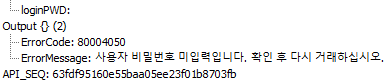 loginPWD:
Output {} (2)
ErrorCode: 80004050
ErrorMessage: 사용자 비밀번호 미입력입니다. 확인 후 다시 거래하십시오.
API_SEQ: 63fdf95160e55baa05ee23f01b8703fb